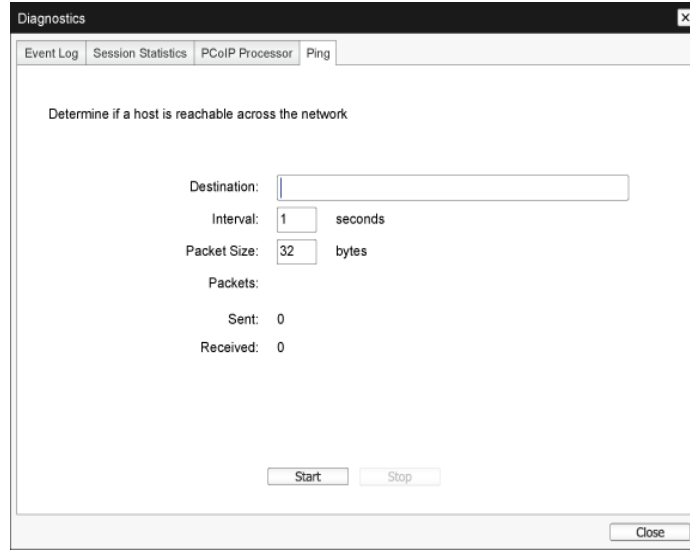 Diagnostics
Event Log Session Statistics PCoIP Processor Ping
Determine if a host is reachable across the network
Destination:
Interval: 1 seconds
Packet Size: 32 bytes
Packets:
Sent: 0
Received: 0
Start Stop
Close